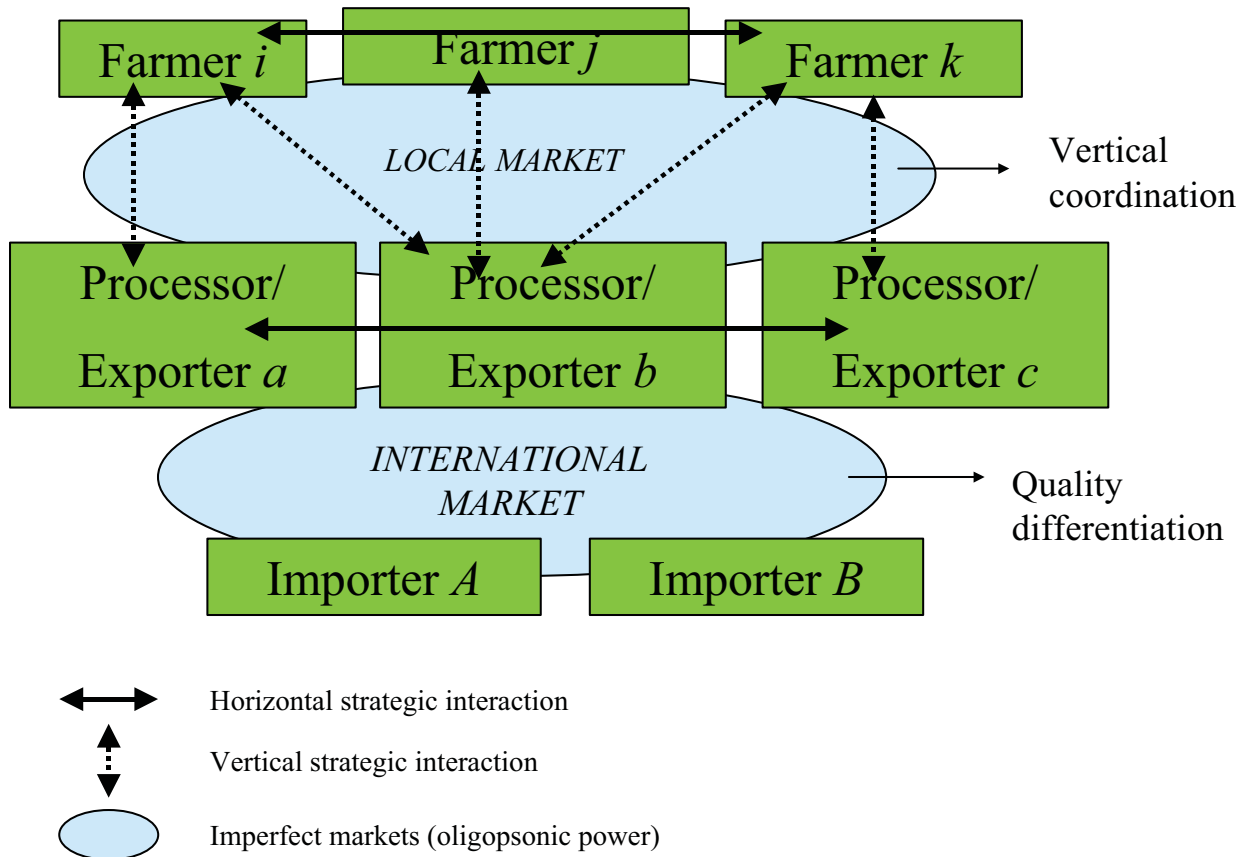 Farmer i
Farmer j
Farmer k
LOCAL MARKET
Vertical
coordination
Processor/
Exporter a
Processor/
Exporter b
Processor/
Exporter c
INTERNATIONAL
MARKET
Quality
differentiation
Importer A
Importer B
Horizontal strategic interaction
Vertical strategic interaction
Imperfect markets (oligopsonic power)